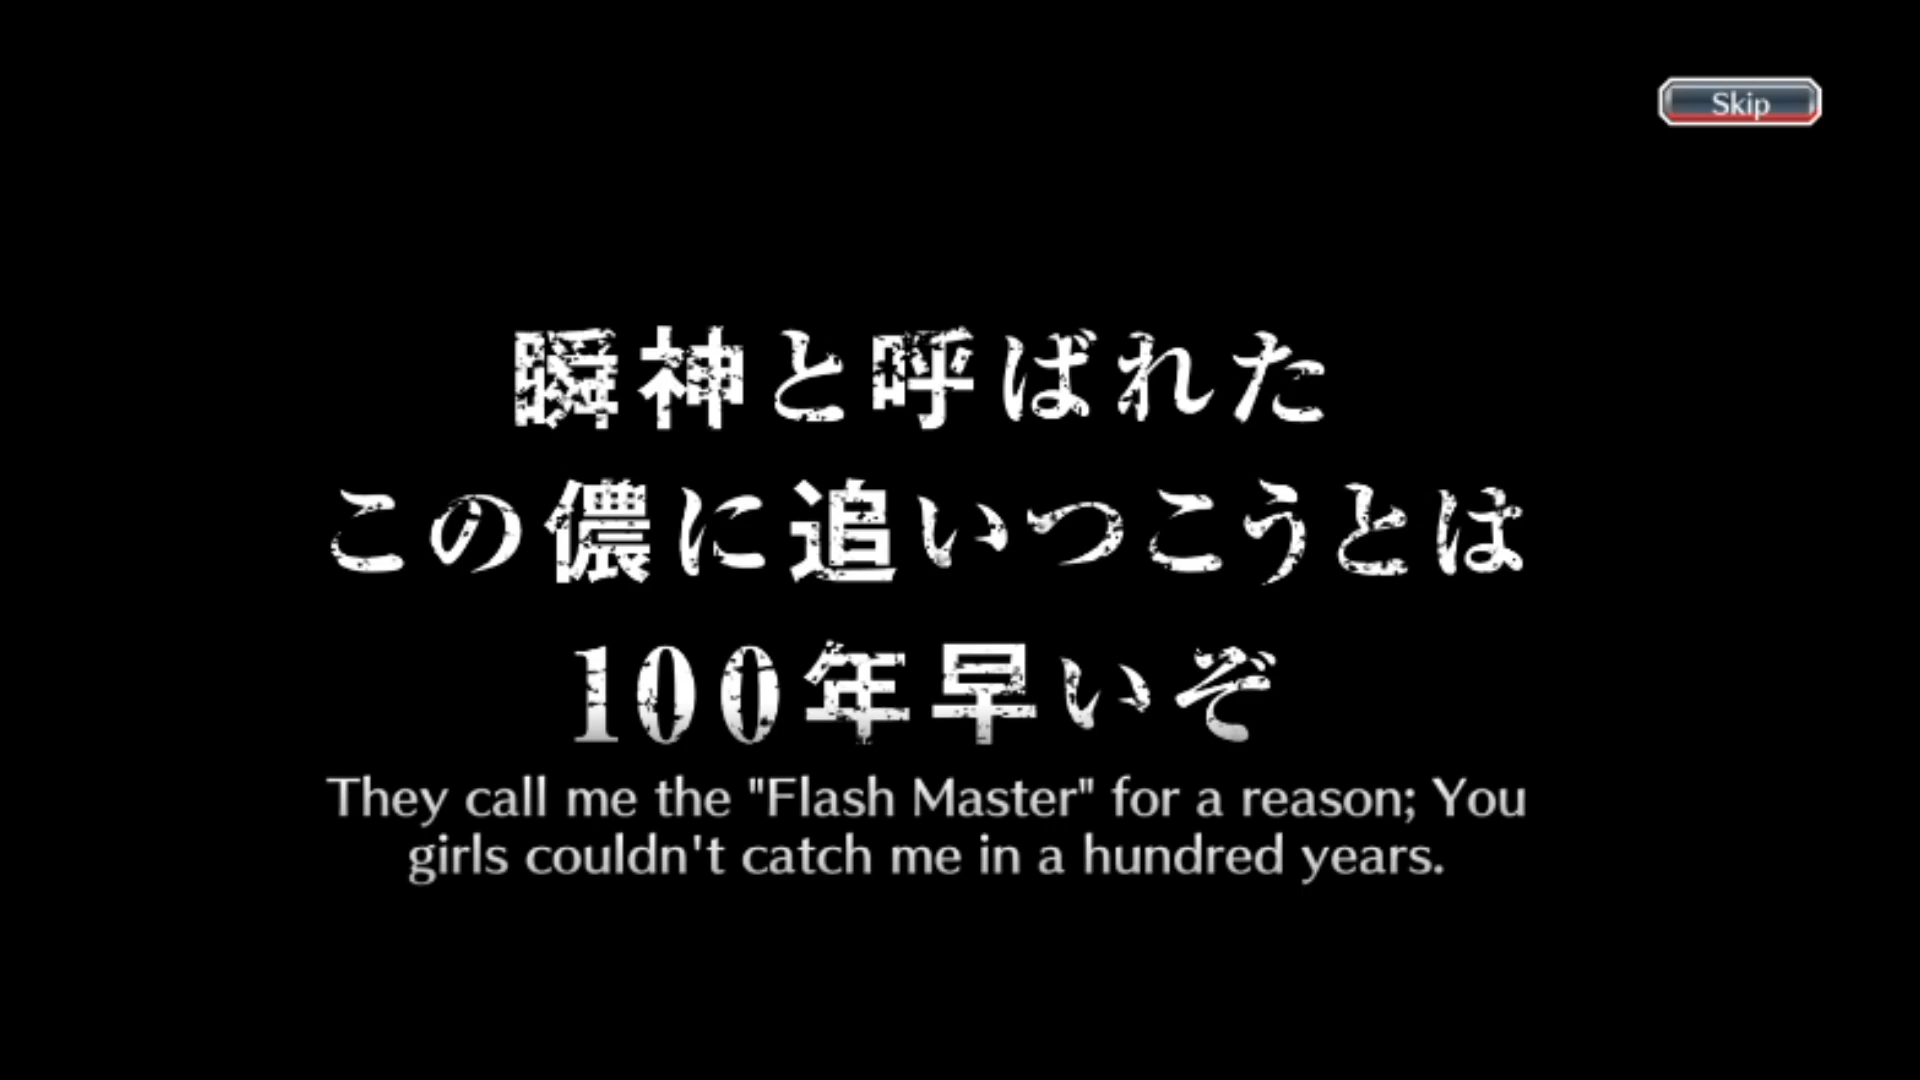 Skip
瞬神と呼ばれた
この儂に追いつこうとは
100年早いぞ
They call me the "Flash Master" for a reason; You
girls couldn't catch me in a hundred years.